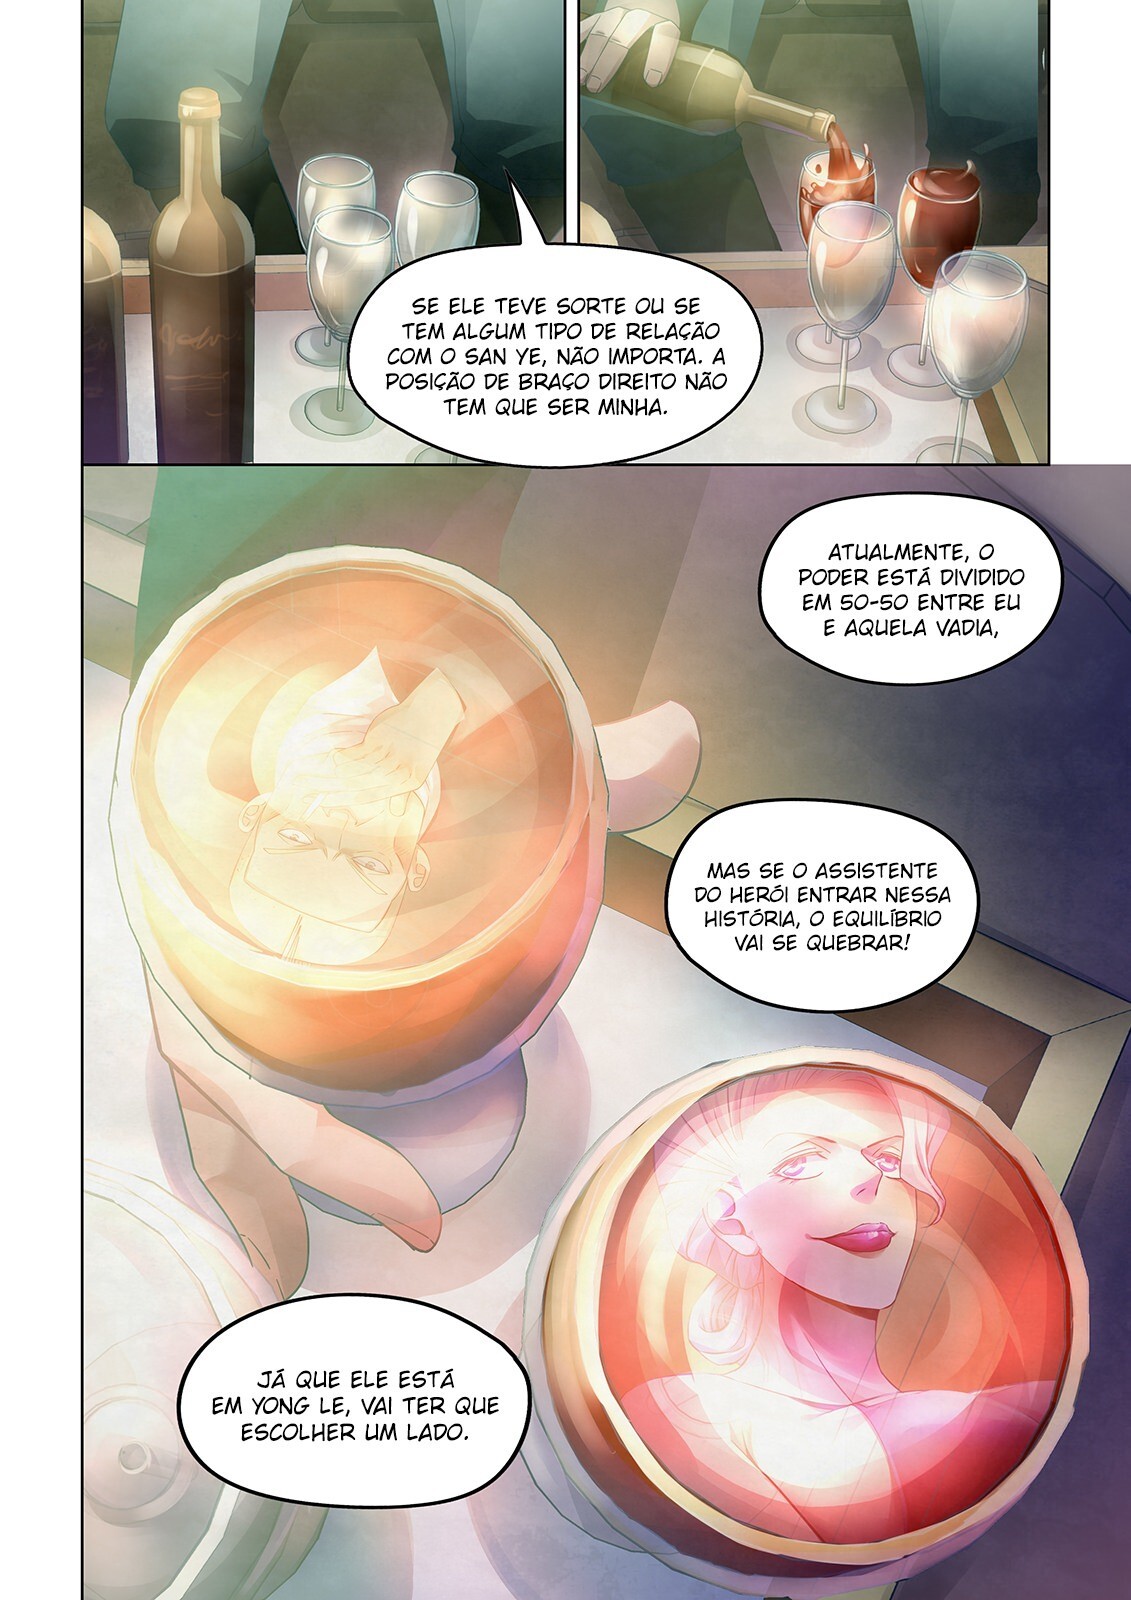 SE ELE TEVE SORTE OU SE
TEM ALGUM TIPO DE RELAÇÃO
COM O SAN YE, NÃO IMPORTA. A
POSIÇÃO DE BRAÇO DIREITO NÃO
TEM QUE SER MINHA.
ATUALMENTE, O
PODER ESTÁ DIVIDIDO
EM 50-50 ENTRE EU
E AQUELA VADIA,
MAS SE O ASSISTENTE
DO HERÓI ENTRAR NESSA
HISTÓRIA, O EQUILÍBRIO
VAI SE QUEBRAR!
JÁ QUE ELE ESTÁ
EM YONG LE, VAI TER QUE
ESCOLHER UM LADO.